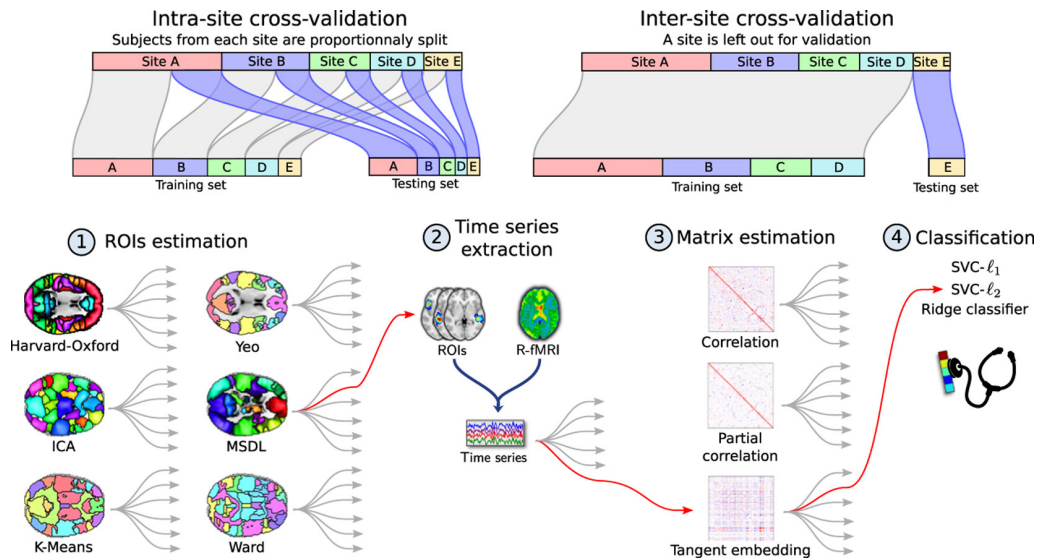 Intra-site cross-validation
Subjects from each site are proportionnaly split
Site A Site B Site C Site D Site E
A B C D E
Training set
A B C D E
Testing set
Inter-site cross-validation
A site is left out for validation
Site A Site B Site C Site D Site E
A B C D
Training set
E
Testing set
1 ROIs estimation
Harvard-Oxford
Yeo
ICA
MSDL
K-Means
Ward
2 Time series
extraction
ROIs
R-fMRI
Time series
3 Matrix estimation
Correlation
Partial
correlation
Tangent embedding
4 Classification
SVC-ℓ₁
SVC-ℓ₂
Ridge classifier